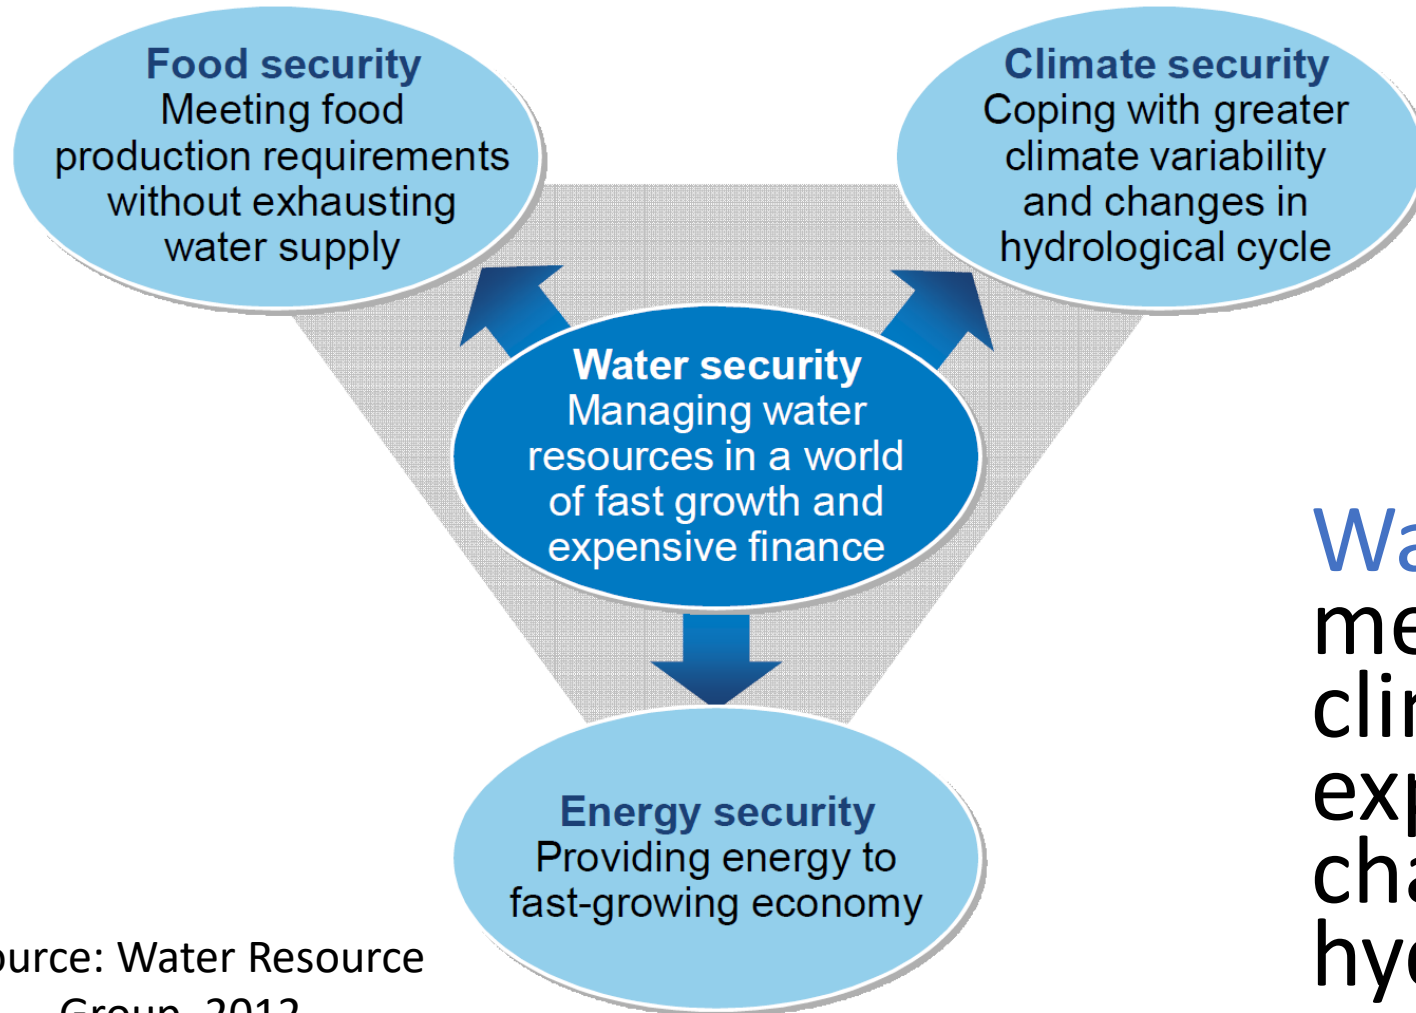 Food security
Meeting food
production requirements
without exhausting
water supply
Climate security
Coping with greater
climate variability
and changes in
hydrological cycle
Water security
Managing water
resources in a world
of fast growth and
expensive finance
Energy security
Providing energy to
fast-growing economy
Water Resource
Group, 2012